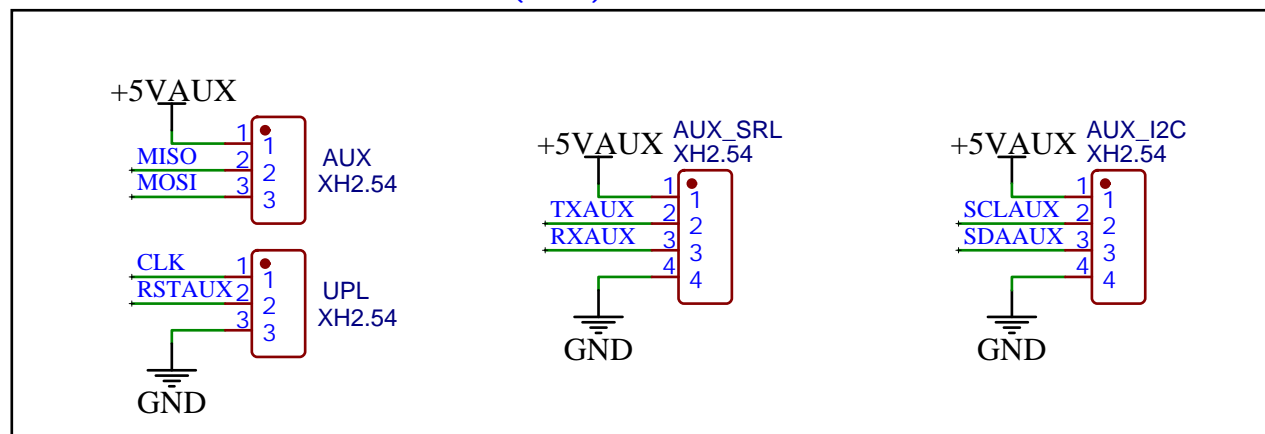 +5VAUX
1
1
MISO
2
2
MOSI
3
3
AUX
XH2.54
CLK
1
1
RSTAUX
2
2
3
3
UPL
XH2.54
GND
+5VAUX
AUX_SRL
XH2.54
1
1
TXAUX
2
2
RXAUX
3
3
4
4
GND
+5VAUX
AUX_I2C
XH2.54
1
1
SCLAUX
2
2
SDAAUX
3
3
4
4
GND